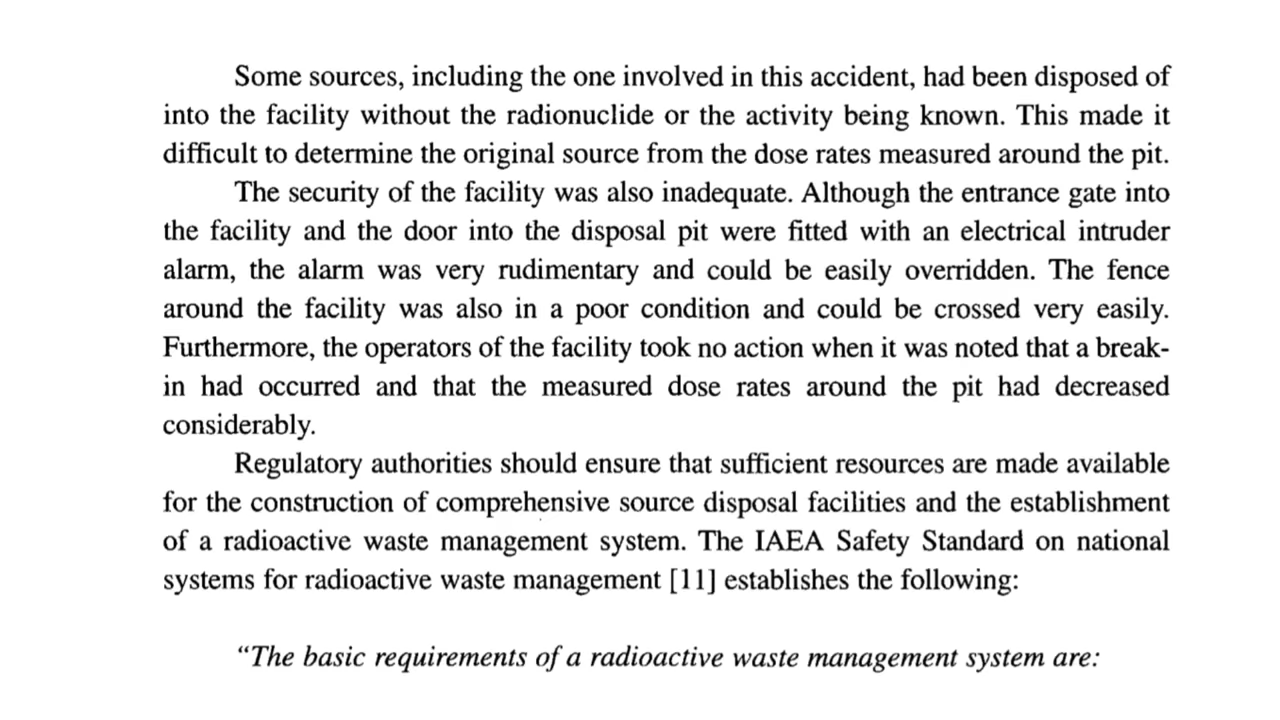 Some sources, including the one involved in this accident, had been disposed of
into the facility without the radionuclide or the activity being known. This made it
difficult to determine the original source from the dose rates measured around the pit.
The security of the facility was also inadequate. Although the entrance gate into
the facility and the door into the disposal pit were fitted with an electrical intruder
alarm, the alarm was very rudimentary and could be easily overridden. The fence
around the facility was also in a poor condition and could be crossed very easily.
Furthermore, the operators of the facility took no action when it was noted that a break-
in had occurred and that the measured dose rates around the pit had decreased
considerably.
Regulatory authorities should ensure that sufficient resources are made available
for the construction of comprehensive source disposal facilities and the establishment
of a radioactive waste management system. The IAEA Safety Standard on national
systems for radioactive waste management [11] establishes the following:
“The basic requirements of a radioactive waste management system are: